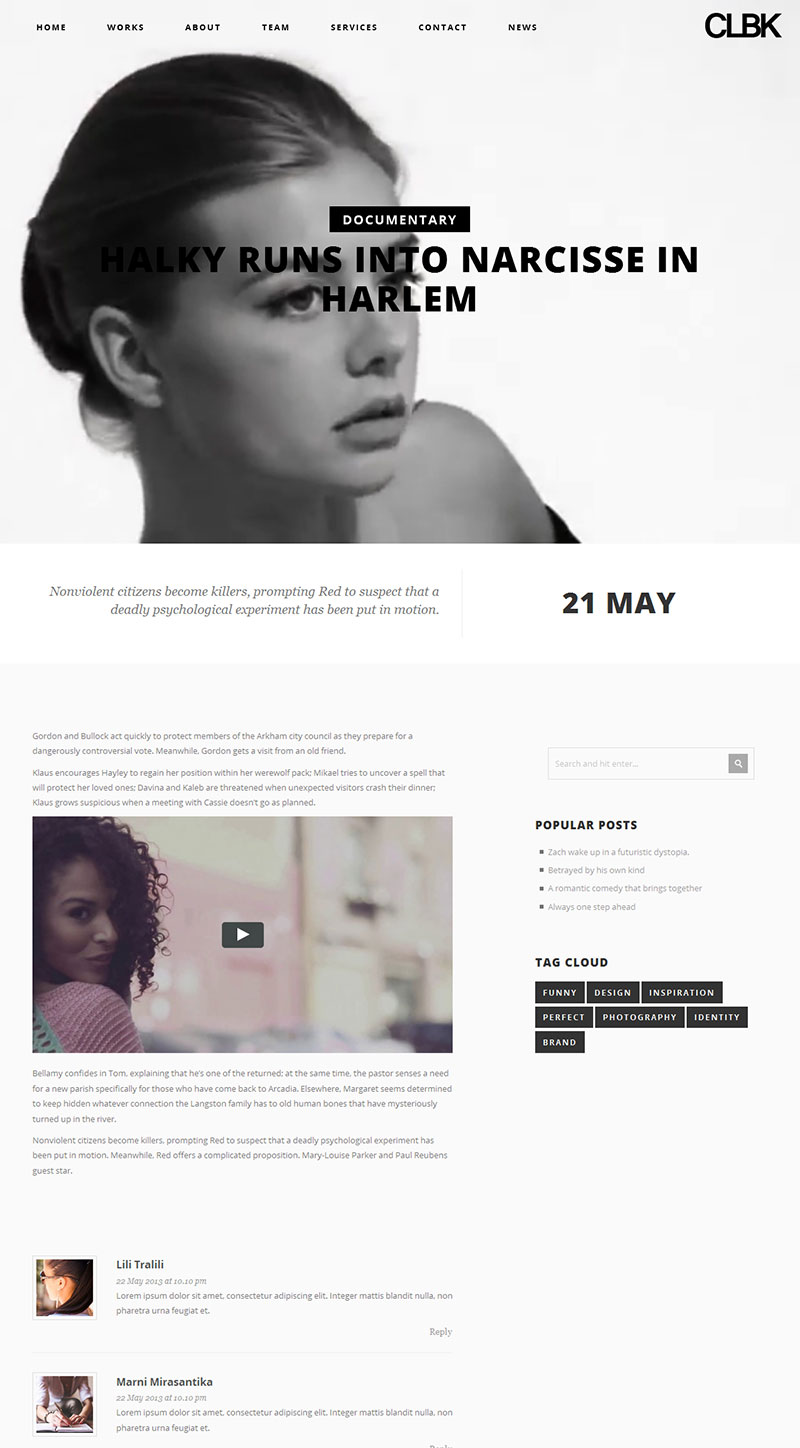 HOME WORKS ABOUT TEAM SERVICES CONTACT NEWS CLBK
DOCUMENTARY
HALKY RUNS INTO NARCISSE IN
HARLEM
Nonviolent citizens become killers, prompting Red to suspect that a
deadly psychological experiment has been put in motion.
21 MAY
Gordon and Bullock act quickly to protect members of the Arkham city council as they prepare for a
dangerously controversial vote. Meanwhile, Gordon gets a visit from an old friend.
Klaus encourages Hayley to regain her position within her werewolf pack; Mikael tries to uncover a spell that
will protect her loved ones; Davina and Kaleb are threatened when unexpected visitors crash their dinner;
Klaus grows suspicious when a meeting with Cassie doesn't go as planned.
Bellamy confides in Tom, explaining that he's one of the returned; at the same time, the pastor senses a need
for a new parish specifically for those who have come back to Arcadia. Elsewhere, Margaret seems determined
to keep hidden whatever connection the Langston family has to old human bones that have mysteriously
turned up in the river.
Nonviolent citizens become killers, prompting Red to suspect that a deadly psychological experiment has
been put in motion. Meanwhile, Red offers a complicated proposition. Mary-Louise Parker and Paul Reubens
guest star.
Search and hit enter...
POPULAR POSTS
Zach wake up in a futuristic dystopia.
Betrayed by his own kind
A romantic comedy that brings together
Always one step ahead
TAG CLOUD
FUNNY DESIGN INSPIRATION
PERFECT PHOTOGRAPHY IDENTITY
BRAND
Lili Tralili
22 May 2013 at 10.10 pm
Lorem ipsum dolor sit amet, consectetur adipiscing elit. Integer mattis blandit nulla, non
pharetra urna feugiat et.
Reply
Marni Mirasantika
22 May 2013 at 10.10 pm
Lorem ipsum dolor sit amet, consectetur adipiscing elit. Integer mattis blandit nulla, non
pharetra urna feugiat et.